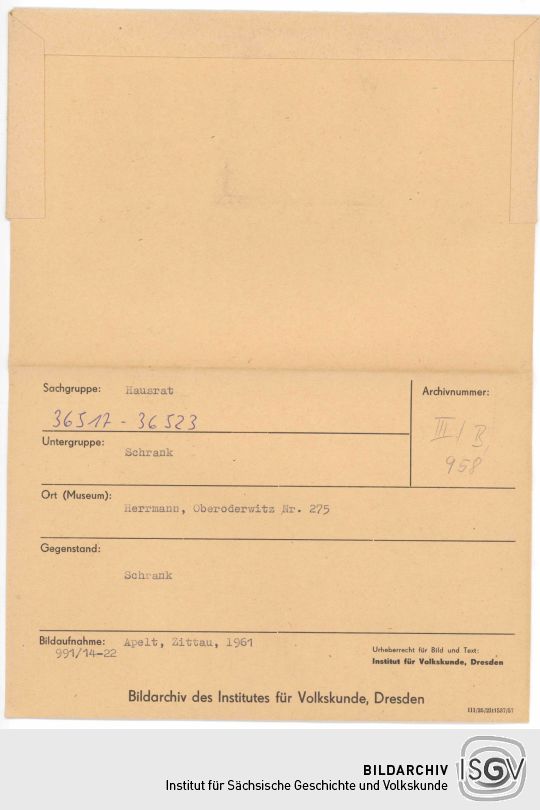 Sachgruppe: Hausrat
36517 - 36523
Archivnummer:
III/B,
958
Untergruppe:
Schrank
Ort (Museum):
Herrmann, Oberoderwitz Nr. 275
Gegenstand:
Schrank
Bildaufnahme: Apelt, Zittau, 1961
991/14-22
Urheberrecht für Bild und Text:
Institut für Volkskunde, Dresden
Bildarchiv des Institutes für Volkskunde, Dresden
BILDARCHIV
Institut für Sächsische Geschichte und Volkskunde
ISGV